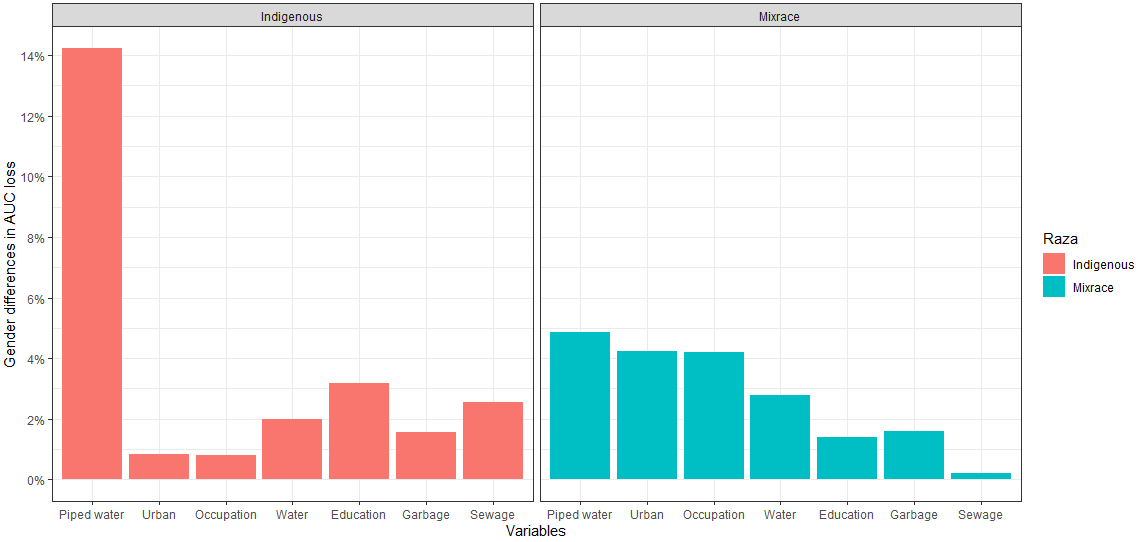 Indigenous
Mixrace
Gender differences in AUC loss
14%
12%
10%
8%
6%
4%
2%
0%
Piped water Urban Occupation Water Education Garbage Sewage
Piped water Urban Occupation Water Education Garbage Sewage
Variables
Raza
Indigenous
Mixrace